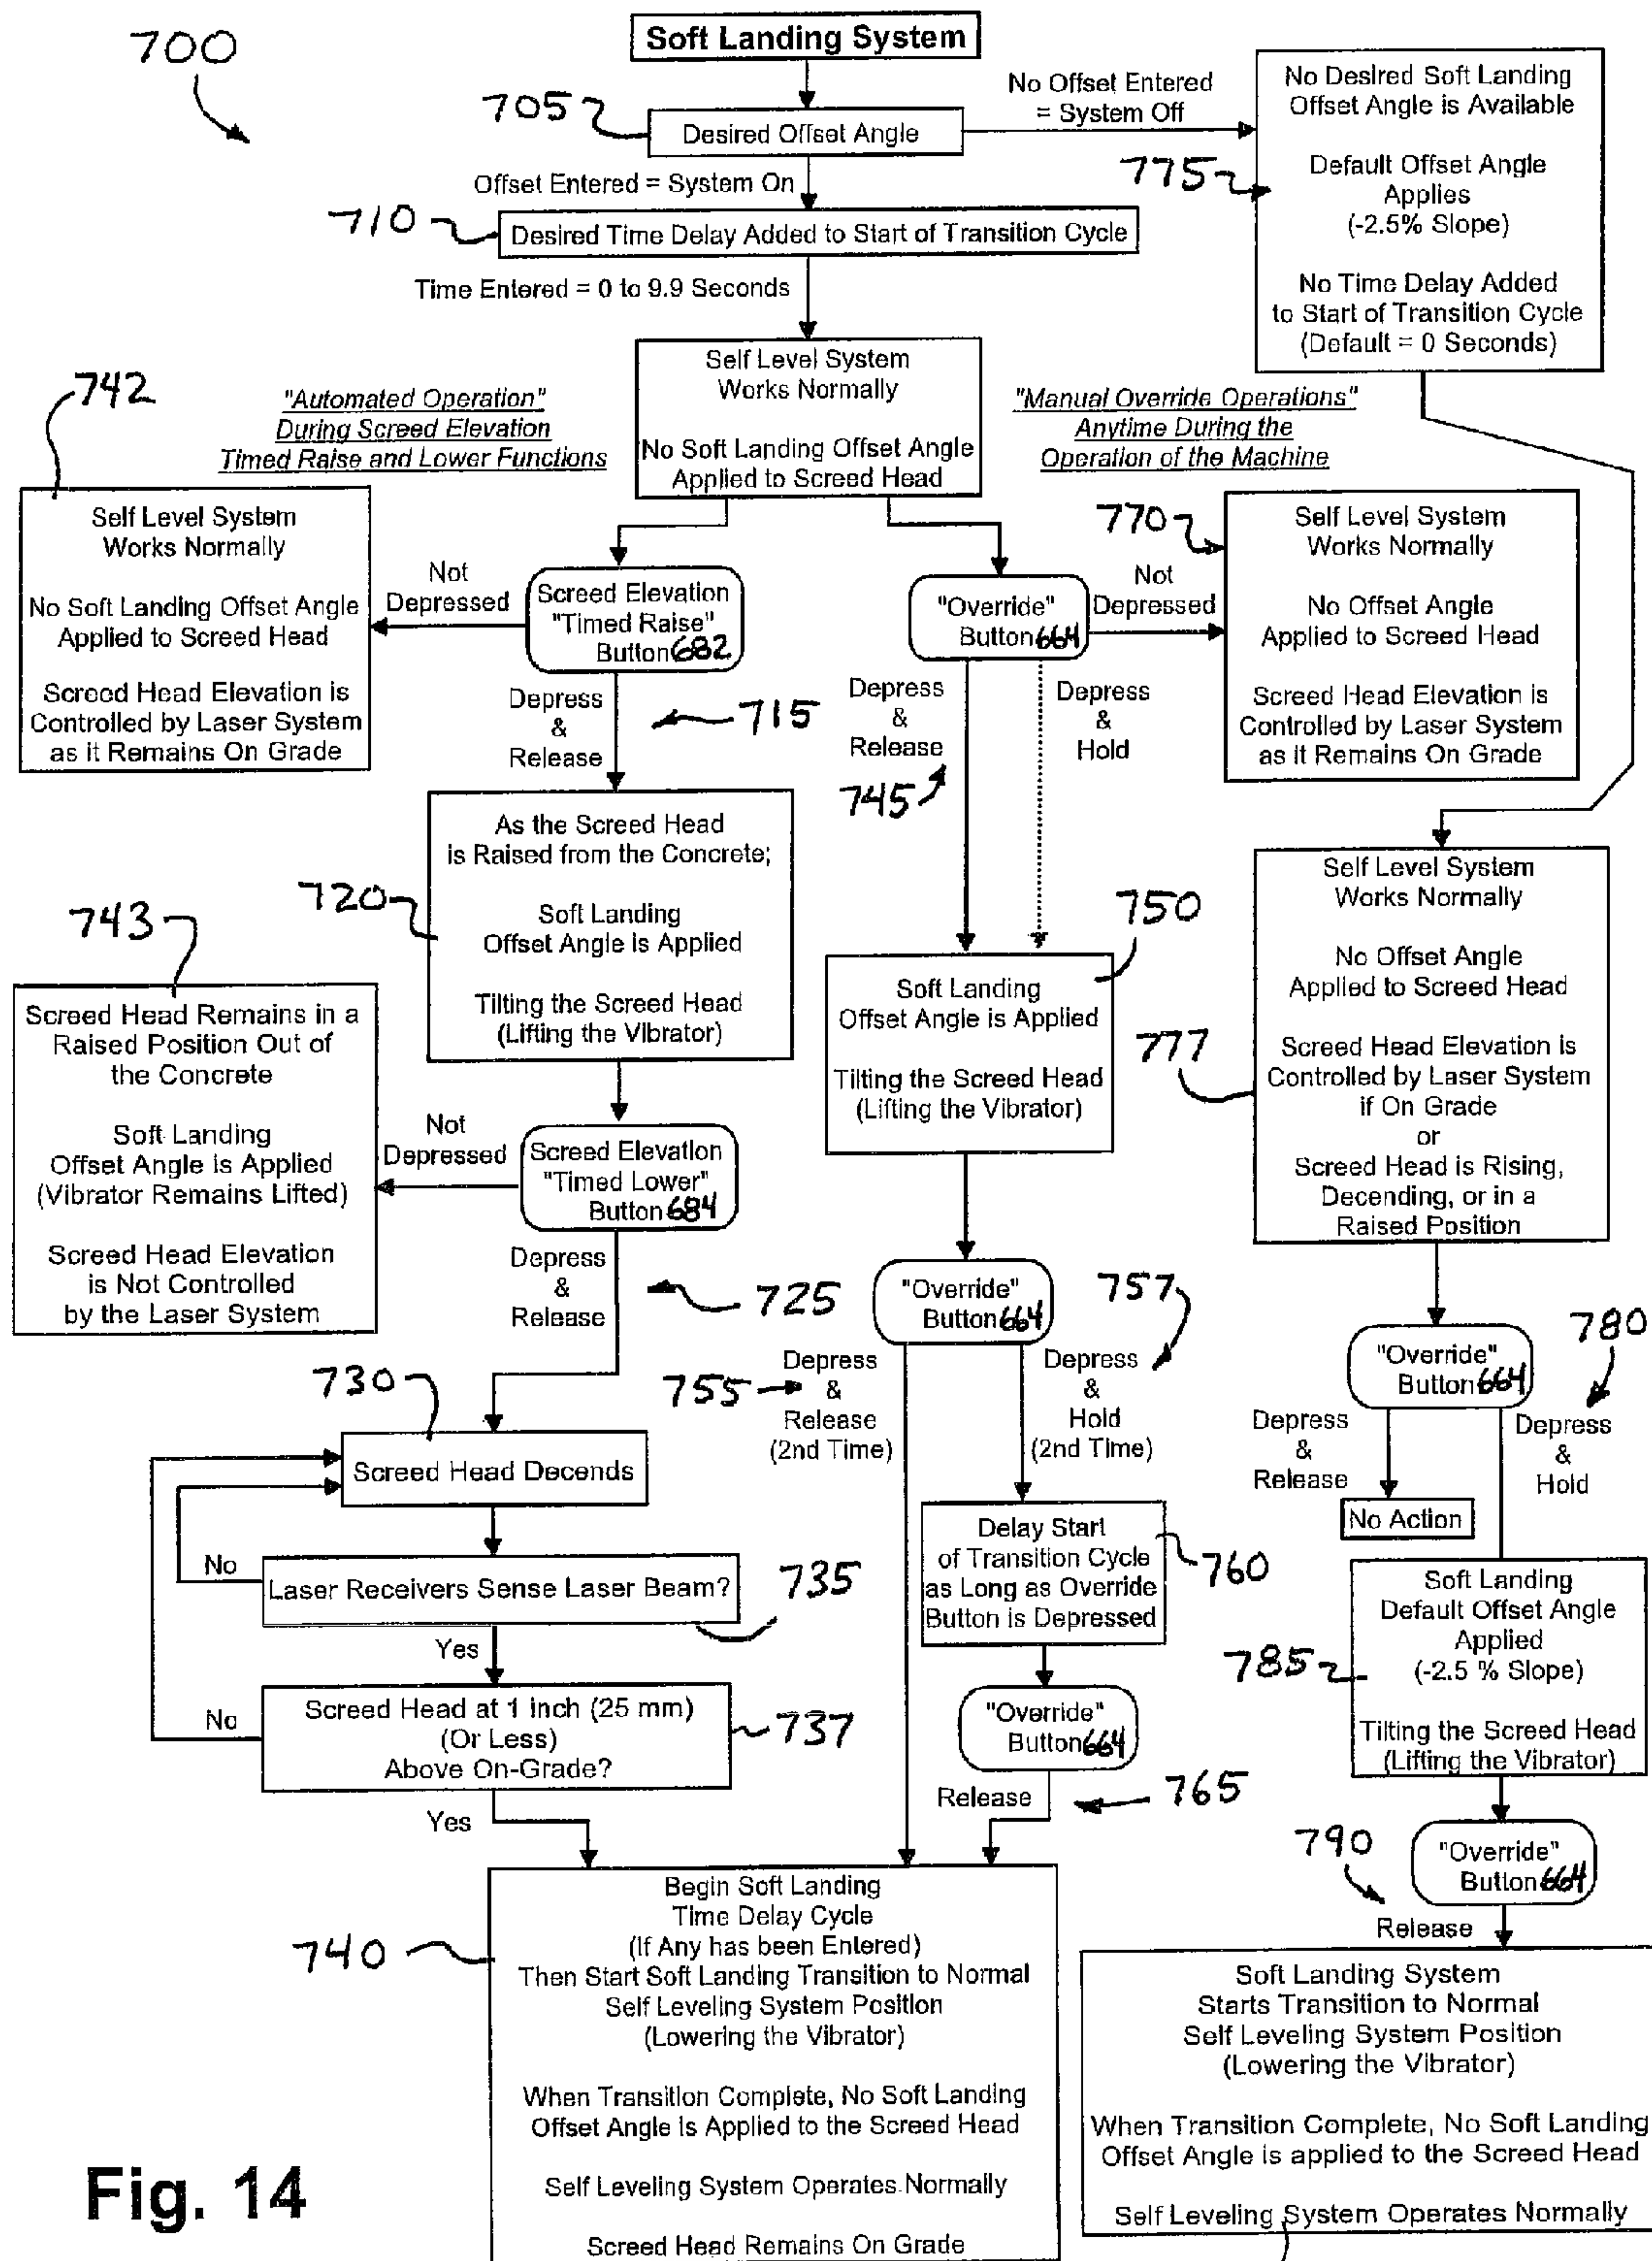 700
Soft Landing System
705
Desired Offset Angle
No Offset Entered
= System Off
No Desired Soft Landing
Offset Angle is Available
Default Offset Angle
Applies
(-2.5% Slope)
No Time Delay Added
to Start of Transition Cycle
(Default = 0 Seconds)
775
Offset Entered = System On
710
Desired Time Delay Added to Start of Transition Cycle
Time Entered = 0 to 9.9 Seconds
Self Level System
Works Normally
No Soft Landing Offset Angle
Applied to Screed Head
"Automated Operation"
During Screed Elevation
Timed Raise and Lower Functions
"Manual Override Operations"
Anytime During the
Operation of the Machine
742
Self Level System
Works Normally
No Soft Landing Offset Angle
Applied to Screed Head
Screed Head Elevation is
Controlled by Laser System
as it Remains On Grade
Not
Depressed
Screed Elevation
"Timed Raise"
Button 682
"Override"
Button 664
Not
Depressed
770
Self Level System
Works Normally
No Offset Angle
Applied to Screed Head
Screed Head Elevation is
Controlled by Laser System
as it Remains On Grade
Depress
&
Release
715
Depress
&
Release
745
Depress
&
Hold
720
As the Screed Head
is Raised from the Concrete;
Soft Landing
Offset Angle is Applied
Tilting the Screed Head
(Lifting the Vibrator)
750
Soft Landing
Offset Angle is Applied
Tilting the Screed Head
(Lifting the Vibrator)
777
Self Level System
Works Normally
No Offset Angle
Applied to Screed Head
Screed Head Elevation is
Controlled by Laser System
if On Grade
or
Screed Head is Rising,
Decending, or in a
Raised Position
743
Screed Head Remains in a
Raised Position Out of
the Concrete
Soft Landing
Offset Angle is Applied
(Vibrator Remains Lifted)
Screed Head Elevation
is Not Controlled
by the Laser System
Not
Depressed
Screed Elevation
"Timed Lower"
Button 684
Depress
&
Release
725
"Override"
Button 664
757
755
Depress
&
Release
(2nd Time)
Depress
&
Hold
(2nd Time)
"Override"
Button 664
780
Depress
&
Release
Depress
&
Hold
No Action
730
Screed Head Decends
No
Laser Receivers Sense Laser Beam?
735
Yes
No
Screed Head at 1 inch (25 mm)
(Or Less)
Above On-Grade?
737
Yes
Delay Start
of Transition Cycle
as Long as Override
Button is Depressed
760
"Override"
Button 664
Release
765
785
Soft Landing
Default Offset Angle
Applied
(-2.5 % Slope)
Tilting the Screed Head
(Lifting the Vibrator)
790
"Override"
Button 664
Release
740
Begin Soft Landing
Time Delay Cycle
(If Any has been Entered)
Then Start Soft Landing Transition to Normal
Self Leveling System Position
(Lowering the Vibrator)
When Transition Complete, No Soft Landing
Offset Angle is Applied to the Screed Head
Self Leveling System Operates Normally
Screed Head Remains On Grade
Soft Landing System
Starts Transition to Normal
Self Leveling System Position
(Lowering the Vibrator)
When Transition Complete, No Soft Landing
Offset Angle is applied to the Screed Head
Self Leveling System Operates Normally
Fig. 14